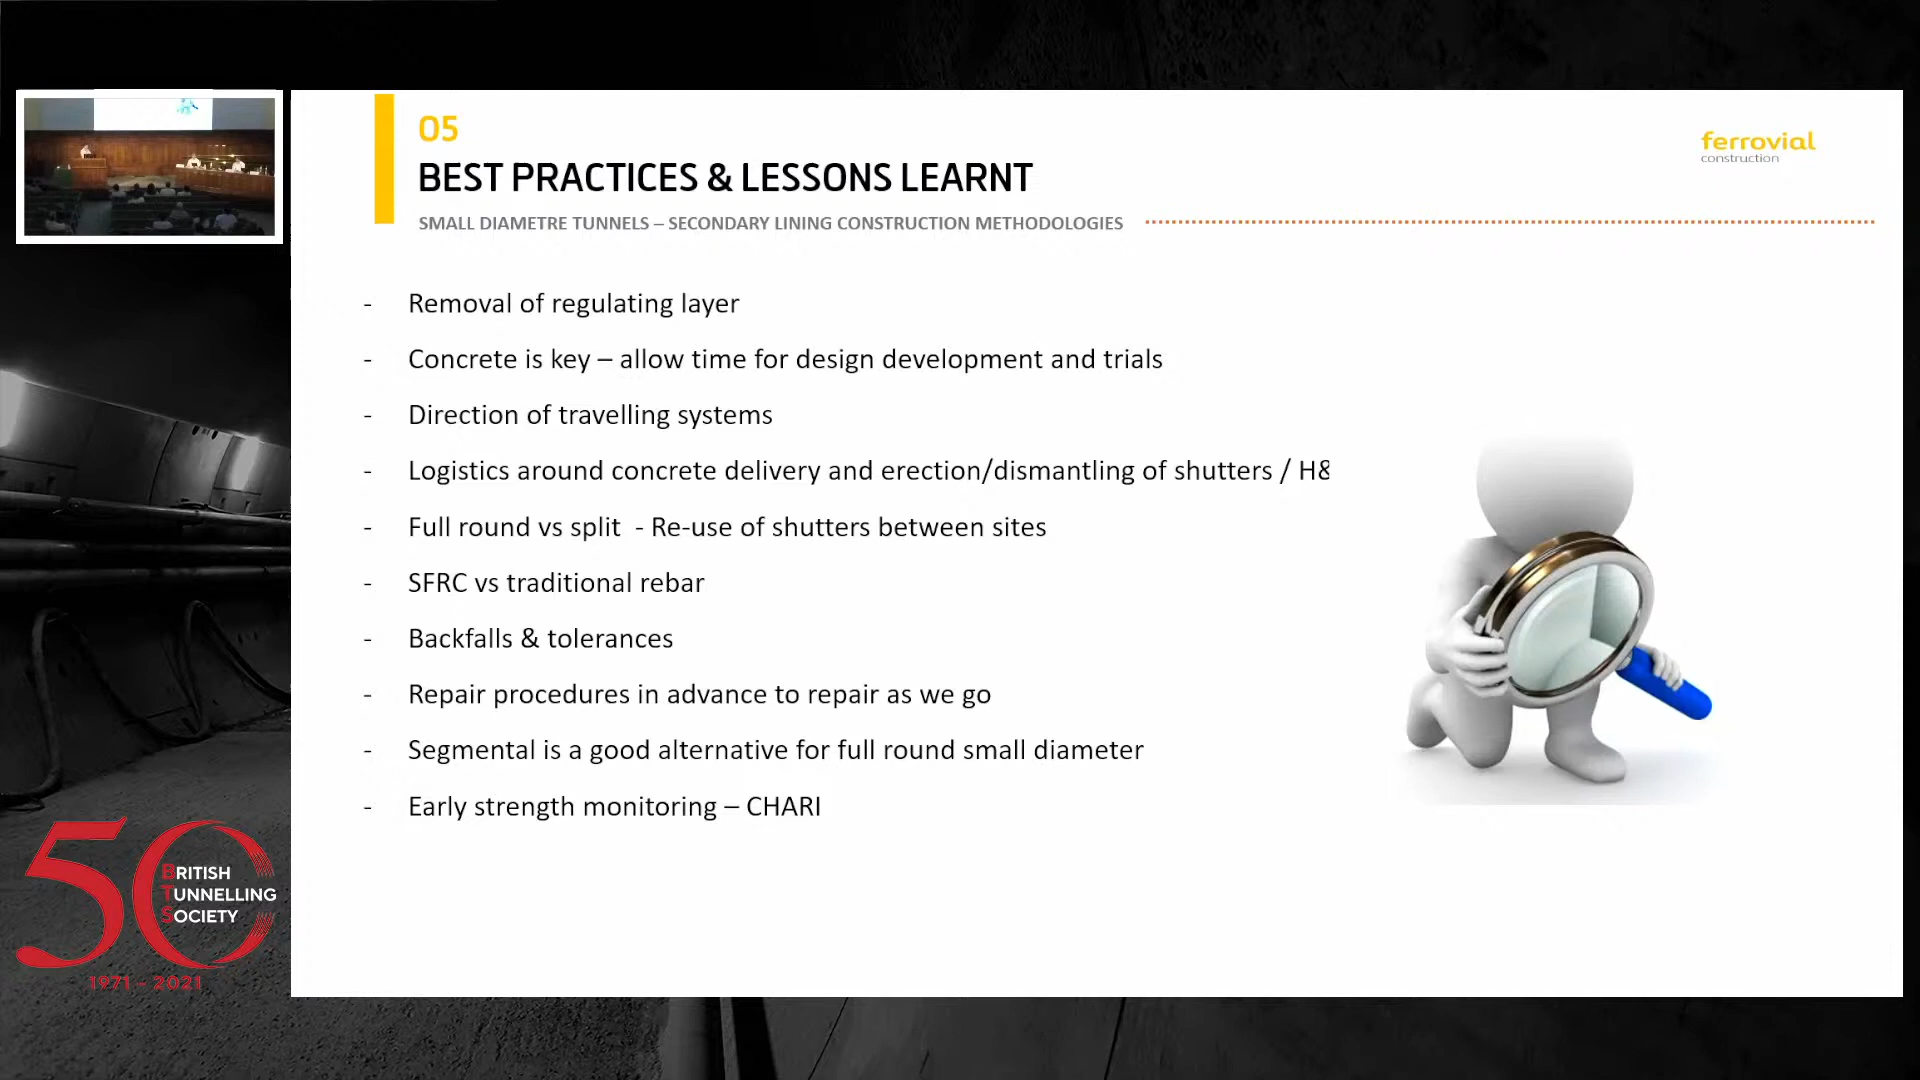 05
BEST PRACTICES & LESSONS LEARNT
ferrovial
construction
SMALL DIAMETRE TUNNELS – SECONDARY LINING CONSTRUCTION METHODOLOGIES
- Removal of regulating layer
- Concrete is key – allow time for design development and trials
- Direction of travelling systems
- Logistics around concrete delivery and erection/dismantling of shutters / H&
- Full round vs split - Re-use of shutters between sites
- SFRC vs traditional rebar
- Backfalls & tolerances
- Repair procedures in advance to repair as we go
- Segmental is a good alternative for full round small diameter
- Early strength monitoring – CHARI
50
BRITISH
TUNNELLING
SOCIETY
1971 - 2021